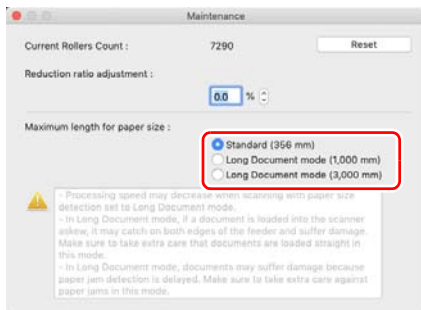 Maintenance
Current Rollers Count : 7290 Reset
Reduction ratio adjustment :
0.0 %
Maximum length for paper size :
Standard (356 mm)
Long Document mode (1,000 mm)
Long Document mode (3,000 mm)
- Processing speed may decrease when scanning with paper size
detection set to Long Document mode.
- In Long Document mode, if a document is loaded into the scanner
askew, it may catch on both edges of the feeder and suffer damage.
Make sure to take extra care that documents are loaded straight in
this mode.
- In Long Document mode, documents may suffer damage because
paper jam detection is delayed. Make sure to take extra care against
paper jams in this mode.